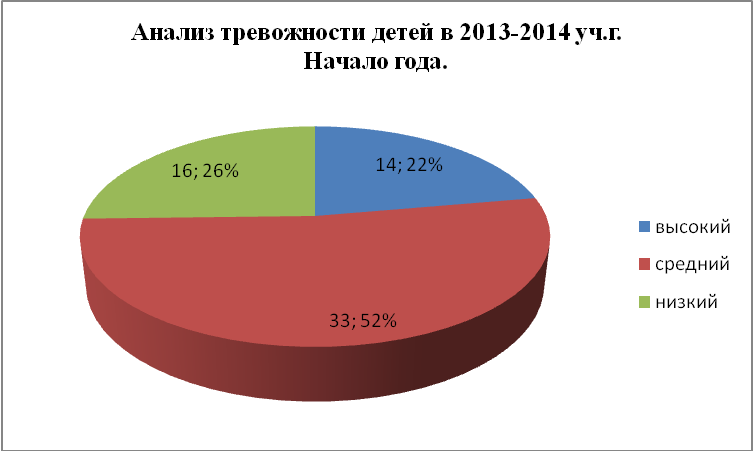 Анализ тревожности детей в 2013-2014 уч.г.
Начало года.
16; 26%
14; 22%
33; 52%
высокий
средний
низкий